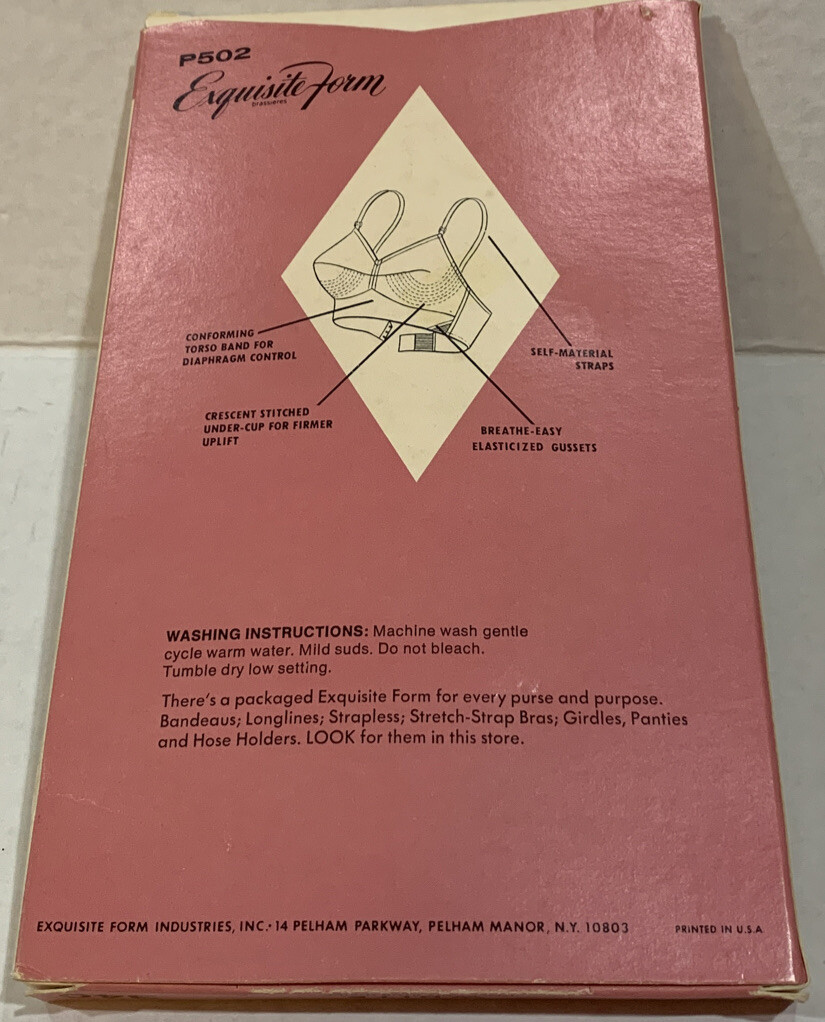 P502
Exquisite Form
brassieres
CONFORMING
TORSO BAND FOR
DIAPHRAGM CONTROL
SELF-MATERIAL
STRAPS
CRESCENT STITCHED
UNDER-CUP FOR FIRMER
UPLIFT
BREATHE-EASY
ELASTICIZED GUSSETS
WASHING INSTRUCTIONS: Machine wash gentle
cycle warm water. Mild suds. Do not bleach.
Tumble dry low setting.
There's a packaged Exquisite Form for every purse and purpose.
Bandeaus; Longlines; Strapless; Stretch-Strap Bras; Girdles, Panties
and Hose Holders. LOOK for them in this store.
EXQUISITE FORM INDUSTRIES, INC.· 14 PELHAM PARKWAY, PELHAM MANOR, N.Y. 10803
PRINTED IN U.S.A